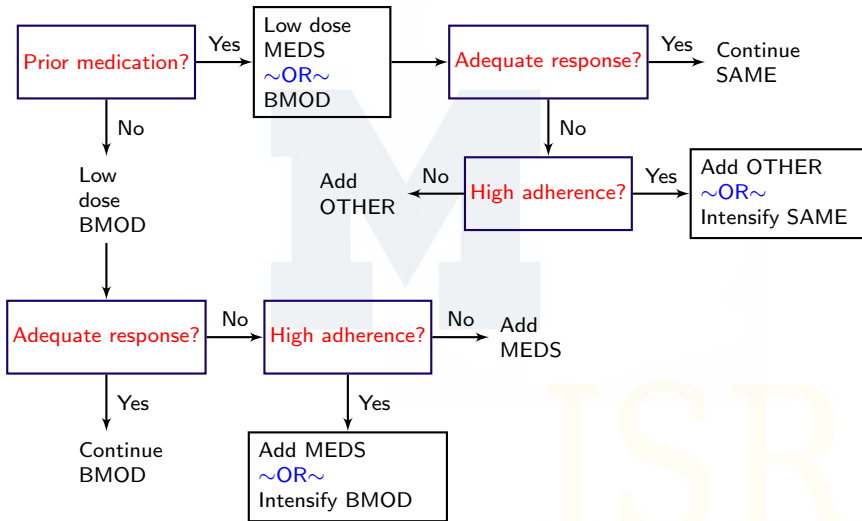 Prior medication?
Yes
Low dose
MEDS
~OR~
BMOD
Adequate response?
Yes
Continue
SAME
No
No
Low
dose
BMOD
Add
OTHER
No
High adherence?
Yes
Add OTHER
~OR~
Intensify SAME
Adequate response?
No
High adherence?
No
Add
MEDS
Yes
Yes
Continue
BMOD
Add MEDS
~OR~
Intensify BMOD
M
ISR